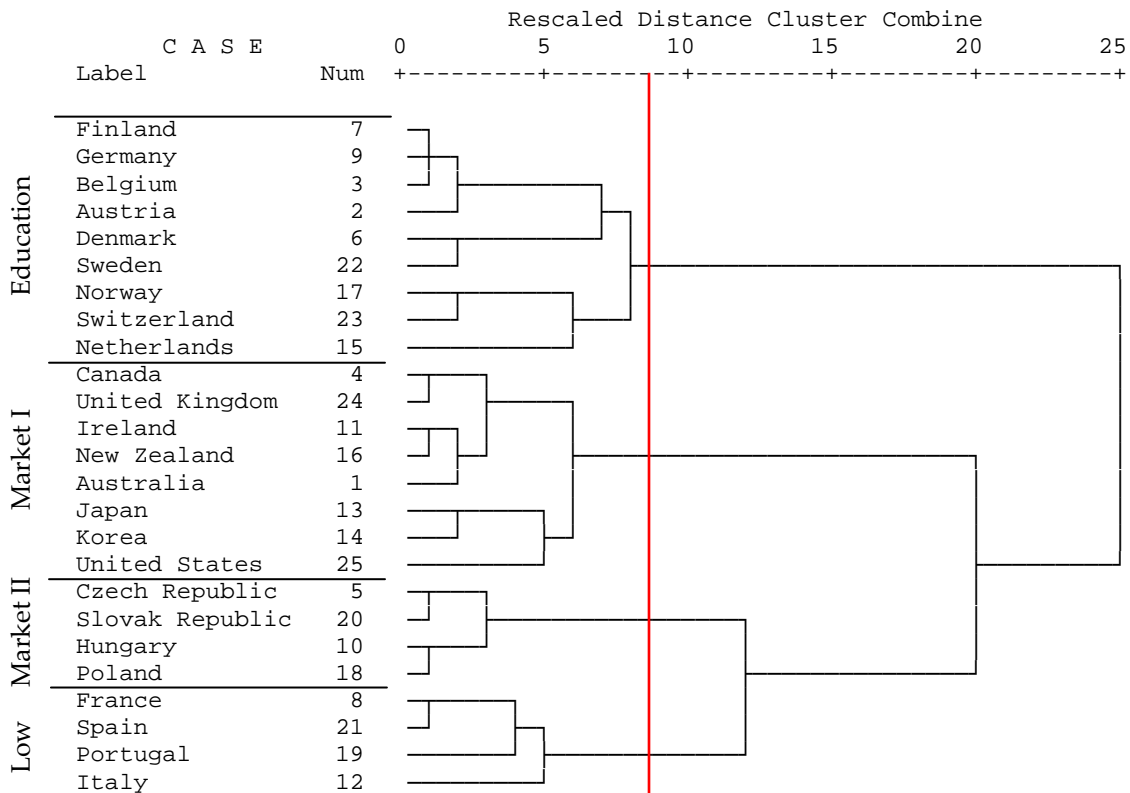 Rescaled Distance Cluster Combine
C A S E 0 5 10 15 20 25
Label Num +---------+---------+---------+---------+---------+
Education
Finland 7
Germany 9
Belgium 3
Austria 2
Denmark 6
Sweden 22
Norway 17
Switzerland 23
Netherlands 15
Market I
Canada 4
United Kingdom 24
Ireland 11
New Zealand 16
Australia 1
Japan 13
Korea 14
United States 25
Market II
Czech Republic 5
Slovak Republic 20
Hungary 10
Poland 18
Low
France 8
Spain 21
Portugal 19
Italy 12